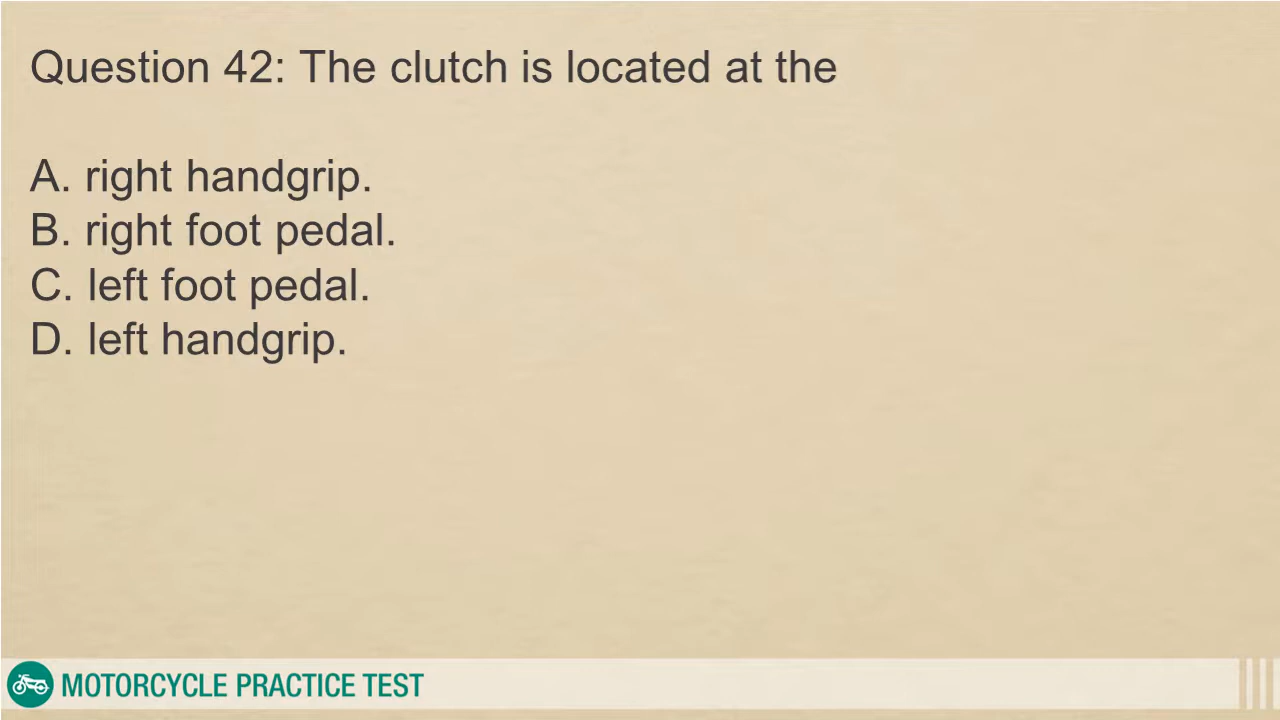 Question 42: The clutch is located at the
A. right handgrip.
B. right foot pedal.
C. left foot pedal.
D. left handgrip.
MOTORCYCLE PRACTICE TEST